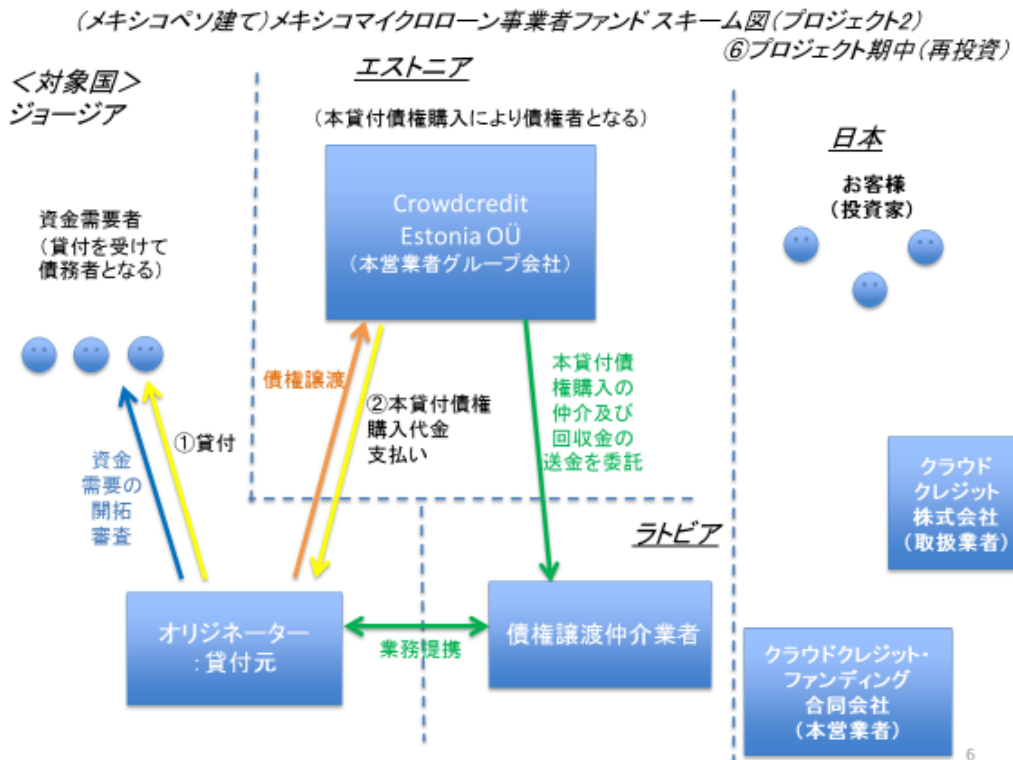 (メキシコペソ建て)メキシコマイクロローン事業者ファンド スキーム図(プロジェクト2)
⑥プロジェクト期中(再投資)
<対象国>
ジョージア
エストニア
(本貸付債権購入により債権者となる)
日本
お客様
(投資家)
Crowdcredit
Estonia OÜ
(本営業者グループ会社)
資金需要者
(貸付を受けて
債務者となる)
債権譲渡
②本貸付債権
購入代金
支払い
本貸付債
権購入の
仲介及び
回収金の
送金を委託
①貸付
資金
需要の
開拓
審査
クラウド
クレジット
株式会社
(取扱業者)
ラトビア
オリジネーター
:貸付元
業務提携
債権譲渡仲介業者
クラウドクレジット・
ファンディング
合同会社
(本営業者)
6